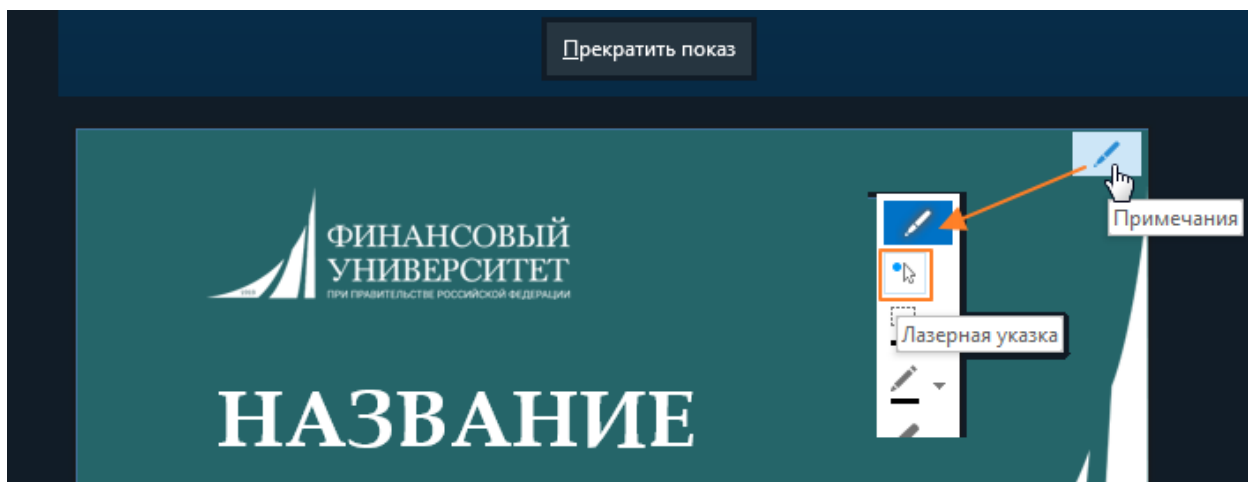 Прекратить показ
Примечания
ФИНАНСОВЫЙ
УНИВЕРСИТЕТ
ПРИ ПРАВИТЕЛЬСТВЕ РОССИЙСКОЙ ФЕДЕРАЦИИ
Лазерная указка
НАЗВАНИЕ